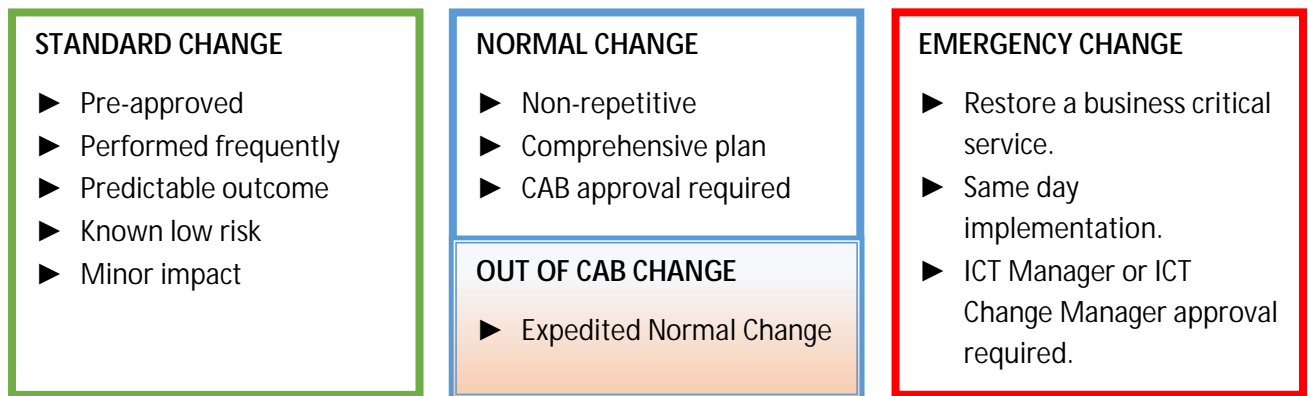 STANDARD CHANGE
► Pre-approved
► Performed frequently
► Predictable outcome
► Known low risk
► Minor impact
NORMAL CHANGE
► Non-repetitive
► Comprehensive plan
► CAB approval required
OUT OF CAB CHANGE
► Expedited Normal Change
EMERGENCY CHANGE
► Restore a business critical
service.
► Same day
implementation.
► ICT Manager or ICT
Change Manager approval
required.